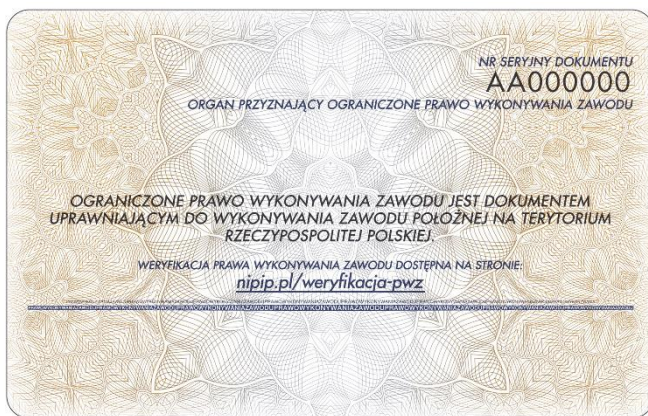 NR SERYJNY DOKUMENTU
AA000000
ORGAN PRZYZNAJĄCY OGRANICZONE PRAWO WYKONYWANIA ZAWODU
OGRANICZONE PRAWO WYKONYWANIA ZAWODU JEST DOKUMENTEM
UPRAWNIAJĄCYM DO WYKONYWANIA ZAWODU POŁOŻNEJ NA TERYTORIUM
RZECZYPOSPOLITEJ POLSKIEJ.
WERYFIKACJA PRAWA WYKONYWANIA ZAWODU DOSTĘPNA NA STRONIE:
nipip.pl/weryfikacja-pwz